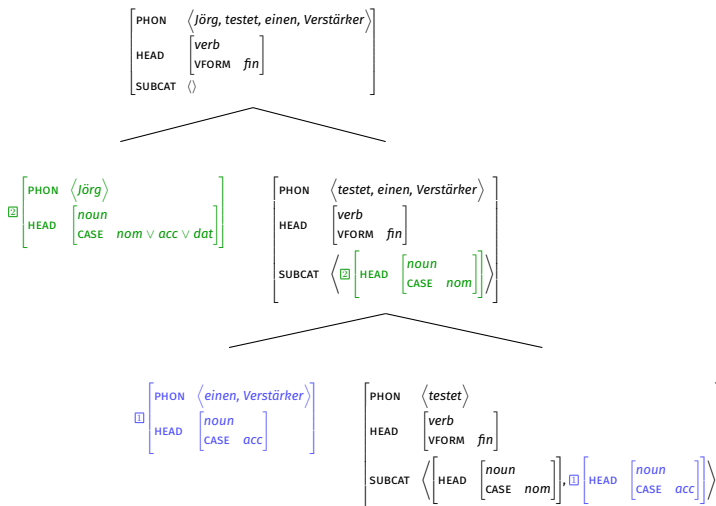 PHON ⟨Jörg, testet, einen, Verstärker⟩
HEAD [verb
VFORM fin]
SUBCAT ⟨⟩
[2] [PHON ⟨Jörg⟩
HEAD [noun
CASE nom ∨ acc ∨ dat]]
PHON ⟨testet, einen, Verstärker⟩
HEAD [verb
VFORM fin]
SUBCAT ⟨[2] [HEAD [noun
CASE nom]]⟩
[1] [PHON ⟨einen, Verstärker⟩
HEAD [noun
CASE acc]]
PHON ⟨testet⟩
HEAD [verb
VFORM fin]
SUBCAT ⟨[HEAD [noun
CASE nom]], [1] [HEAD [noun
CASE acc]]⟩